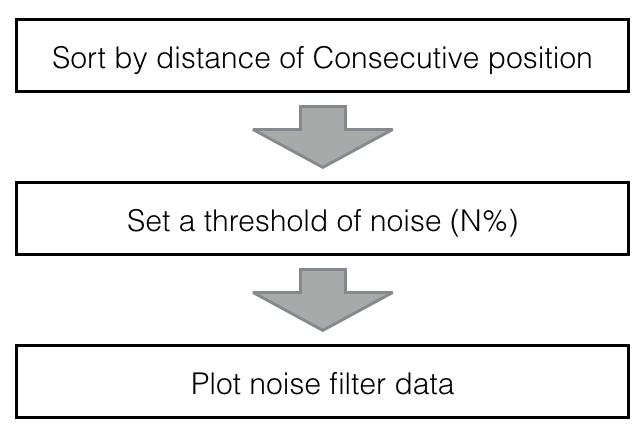 Sort by distance of Consecutive position
Set a threshold of noise (N%)
Plot noise filter data